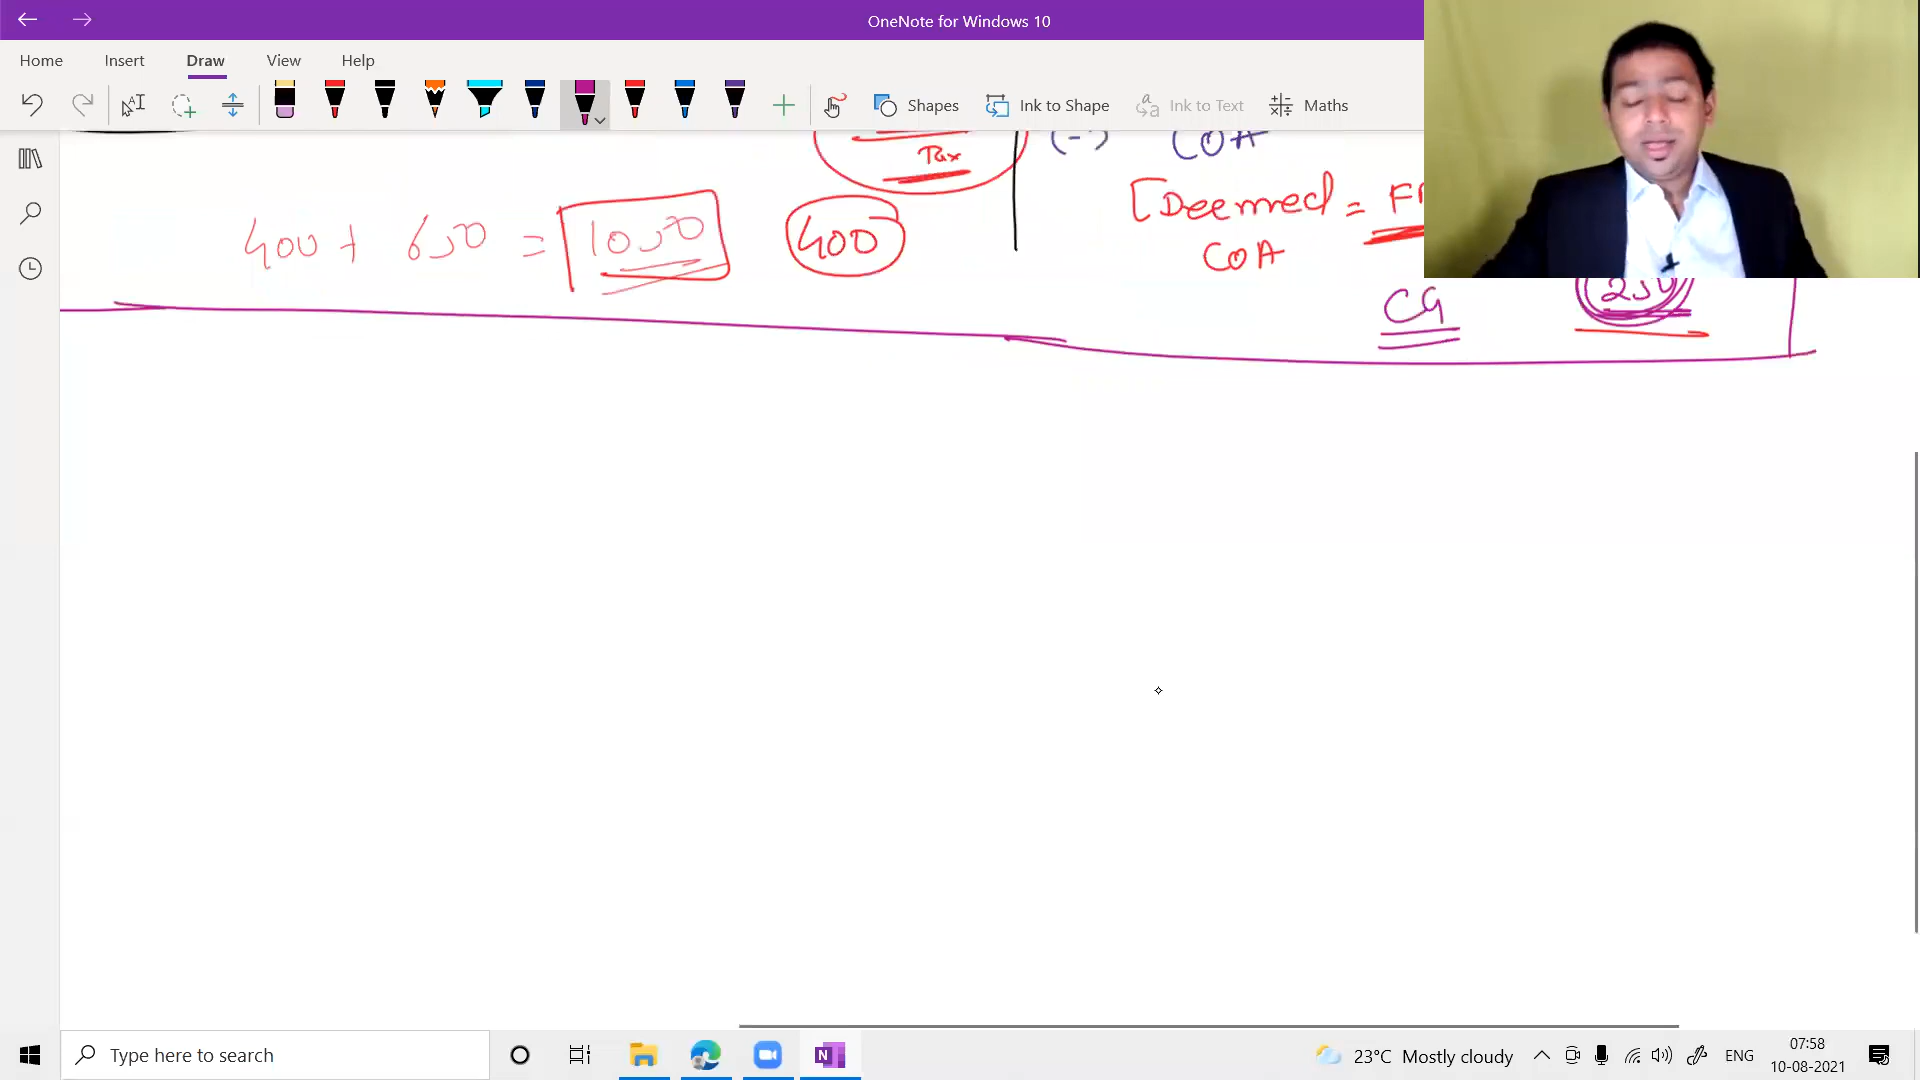 OneNote for Windows 10
Home Insert Draw View Help
Shapes Ink to Shape Ink to Text Maths
Tax
(-) COA
[Deemed =
COA
400 + 600 = 1000 400
CG
Type here to search
23°C Mostly cloudy
ENG
07:58
10-08-2021